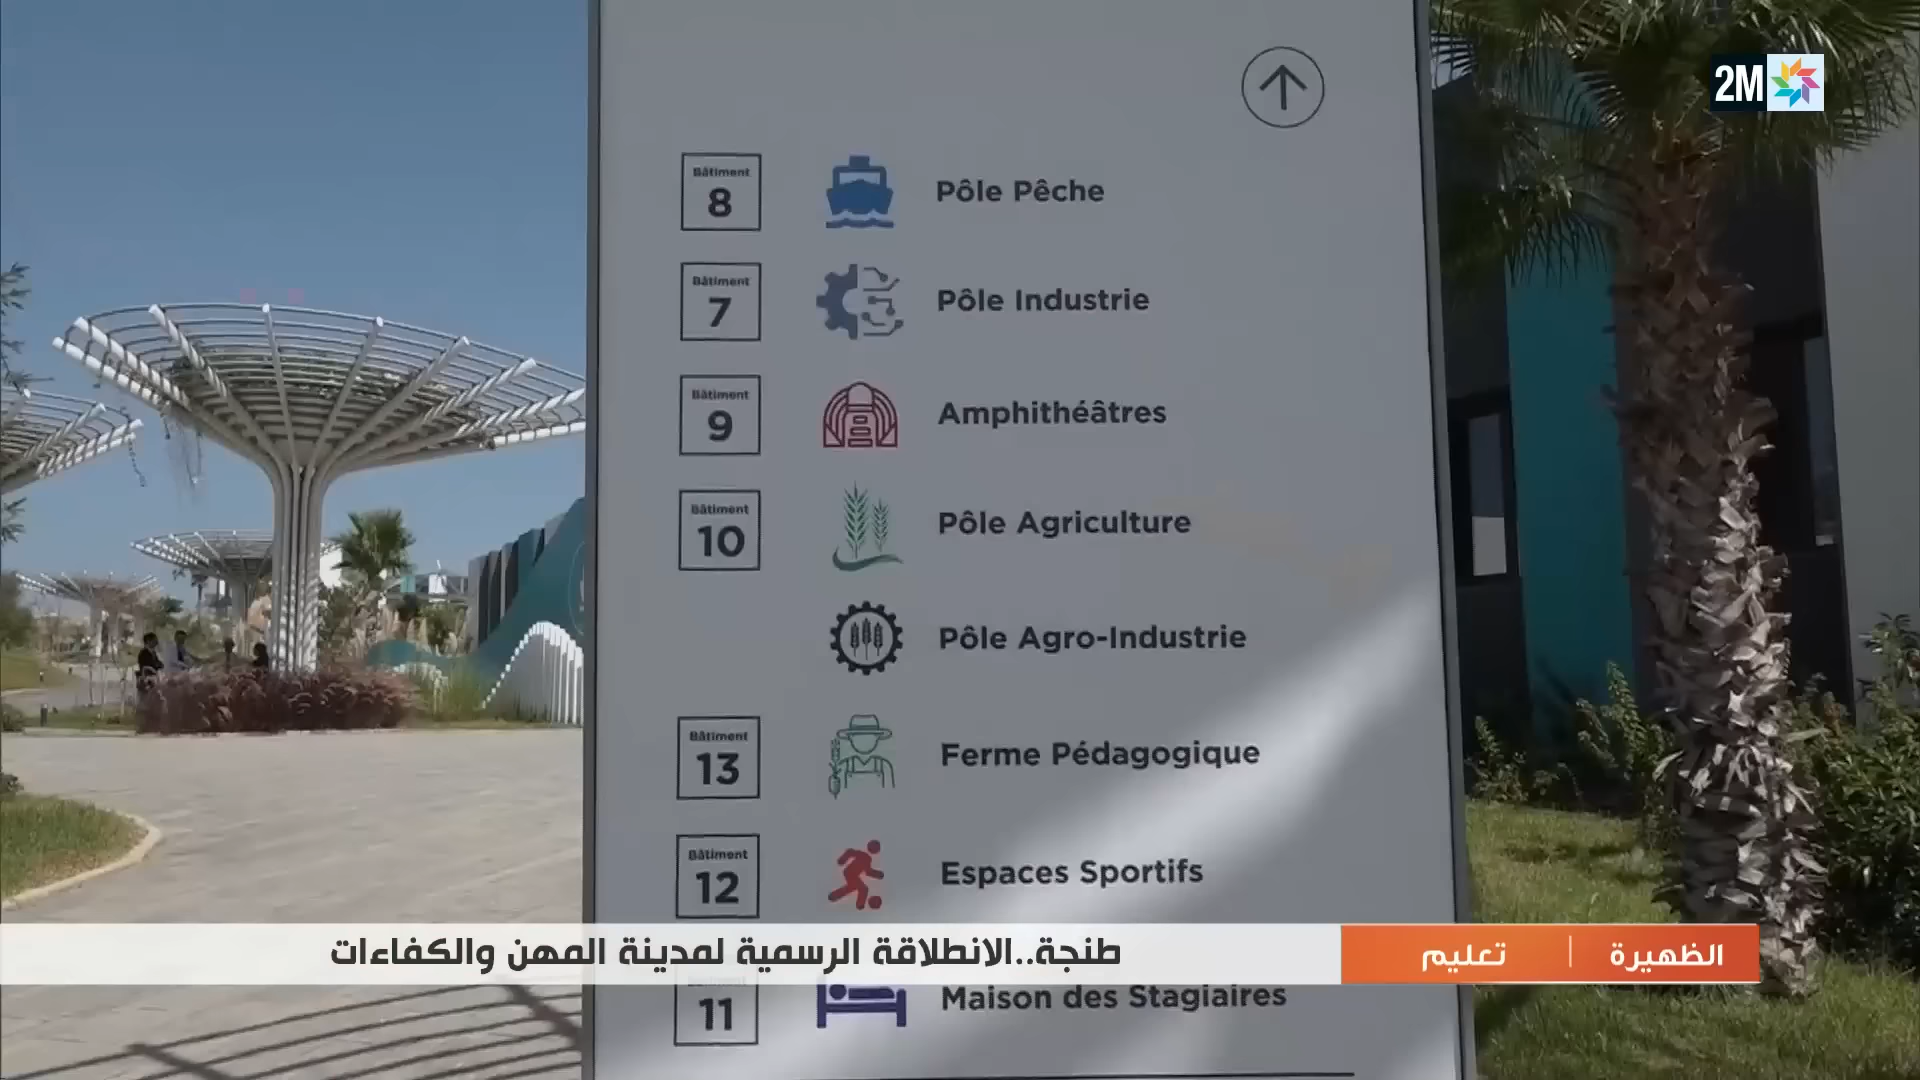 2M
Bâtiment
8
Pôle Pêche
Bâtiment
7
Pôle Industrie
Bâtiment
9
Amphithéâtres
Bâtiment
10
Pôle Agriculture
Pôle Agro-Industrie
Bâtiment
13
Ferme Pédagogique
Bâtiment
12
Espaces Sportifs
الظهيرة | تعليم
طنجة..الانطلاقة الرسمية لمدينة المهن والكفاءات
11
Maison des Stagiaires